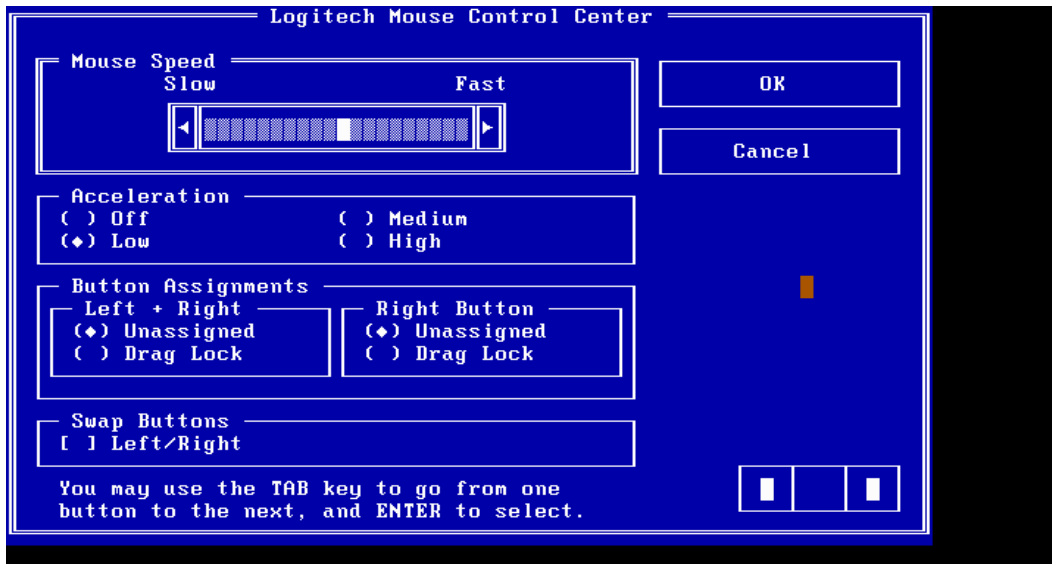 Logitech Mouse Control Center
Mouse Speed
Slow Fast
OK
Cancel
Acceleration
( ) Off ( ) Medium
(◆) Low ( ) High
Button Assignments
Left + Right Right Button
(◆) Unassigned (◆) Unassigned
( ) Drag Lock ( ) Drag Lock
Swap Buttons
[ ] Left/Right
You may use the TAB key to go from one
button to the next, and ENTER to select.